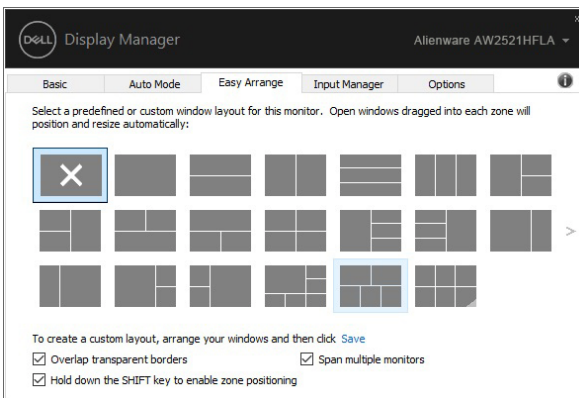 DELL Display Manager
Alienware AW2521HFLA
Basic
Auto Mode
Easy Arrange
Input Manager
Options
Select a predefined or custom window layout for this monitor. Open windows dragged into each zone will
position and resize automatically:
To create a custom layout, arrange your windows and then click Save
Overlap transparent borders
Span multiple monitors
Hold down the SHIFT key to enable zone positioning